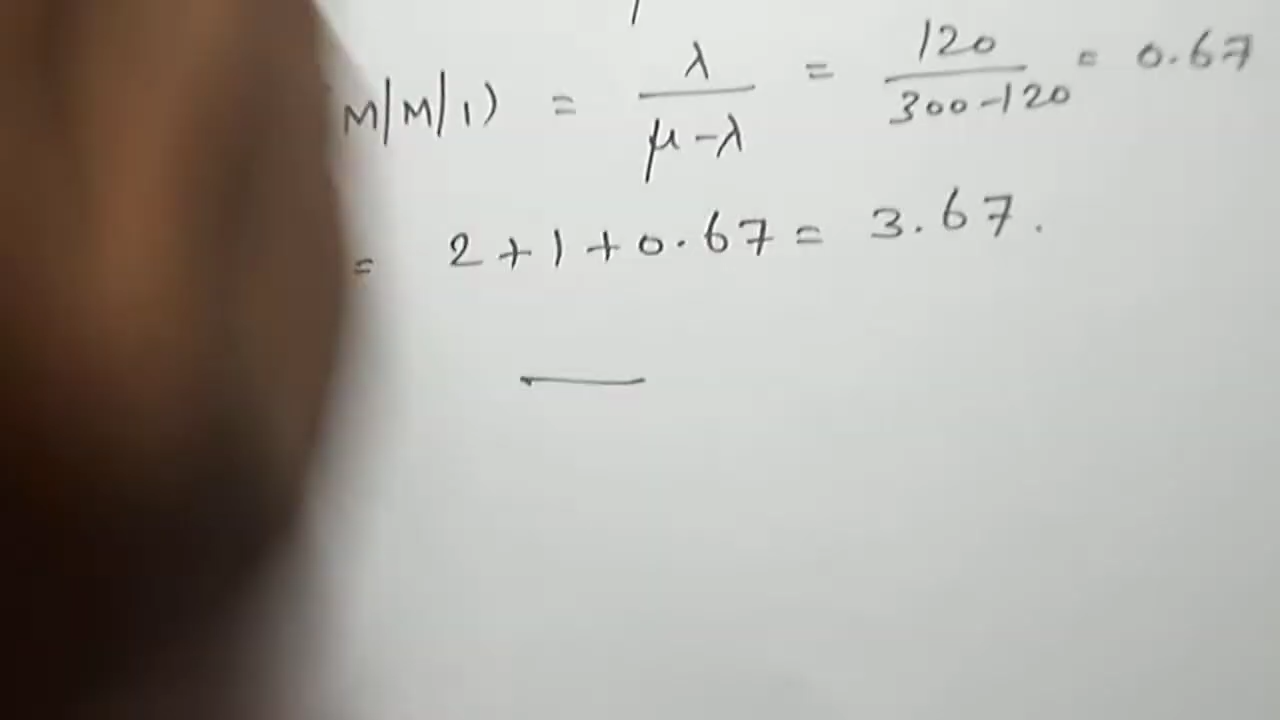 M/M/1) = λ / μ-λ = 120 / 300-120 = 0.67
= 2+1+0.67 = 3.67.